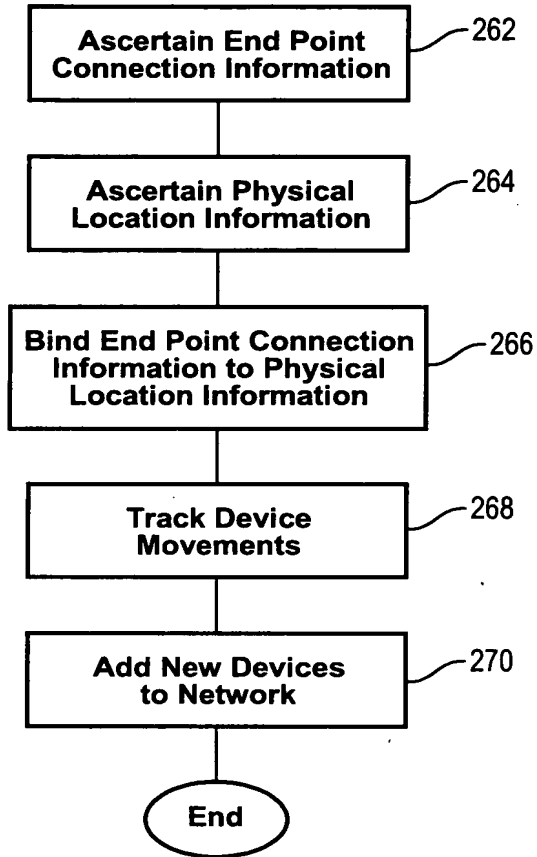 Ascertain End Point
Connection Information
262
Ascertain Physical
Location Information
264
Bind End Point Connection
Information to Physical
Location Information
266
Track Device
Movements
268
Add New Devices
to Network
270
End